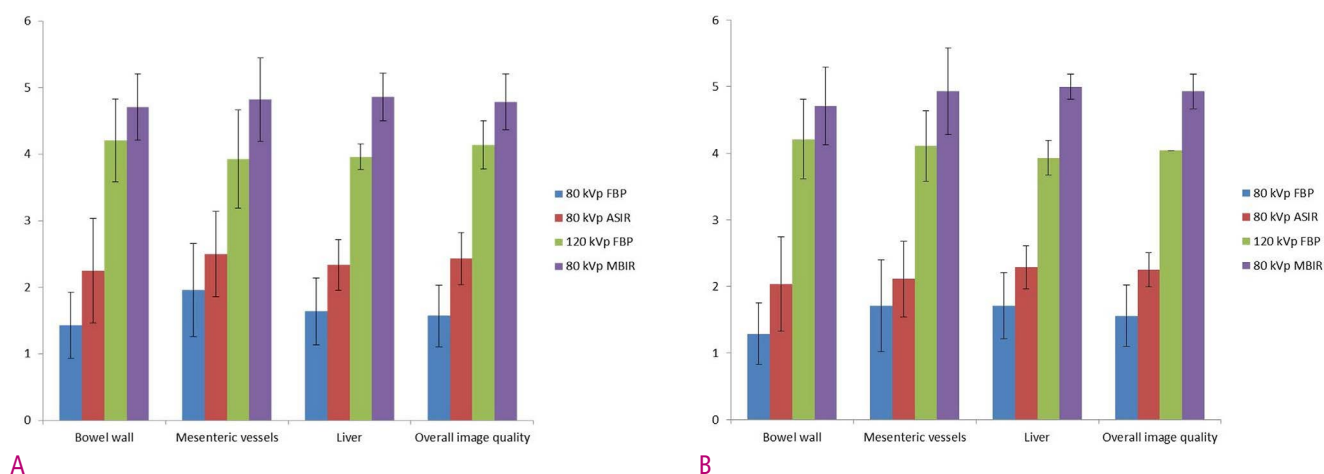 6
5
4
3
2
1
0
Bowel wall
Mesenteric vessels
Liver
Overall image quality
80 kVp FBP
80 kVp ASIR
120 kVp FBP
80 kVp MBIR
A
6
5
4
3
2
1
0
Bowel wall
Mesenteric vessels
Liver
Overall image quality
80 kVp FBP
80 kVp ASIR
120 kVp FBP
80 kVp MBIR
B